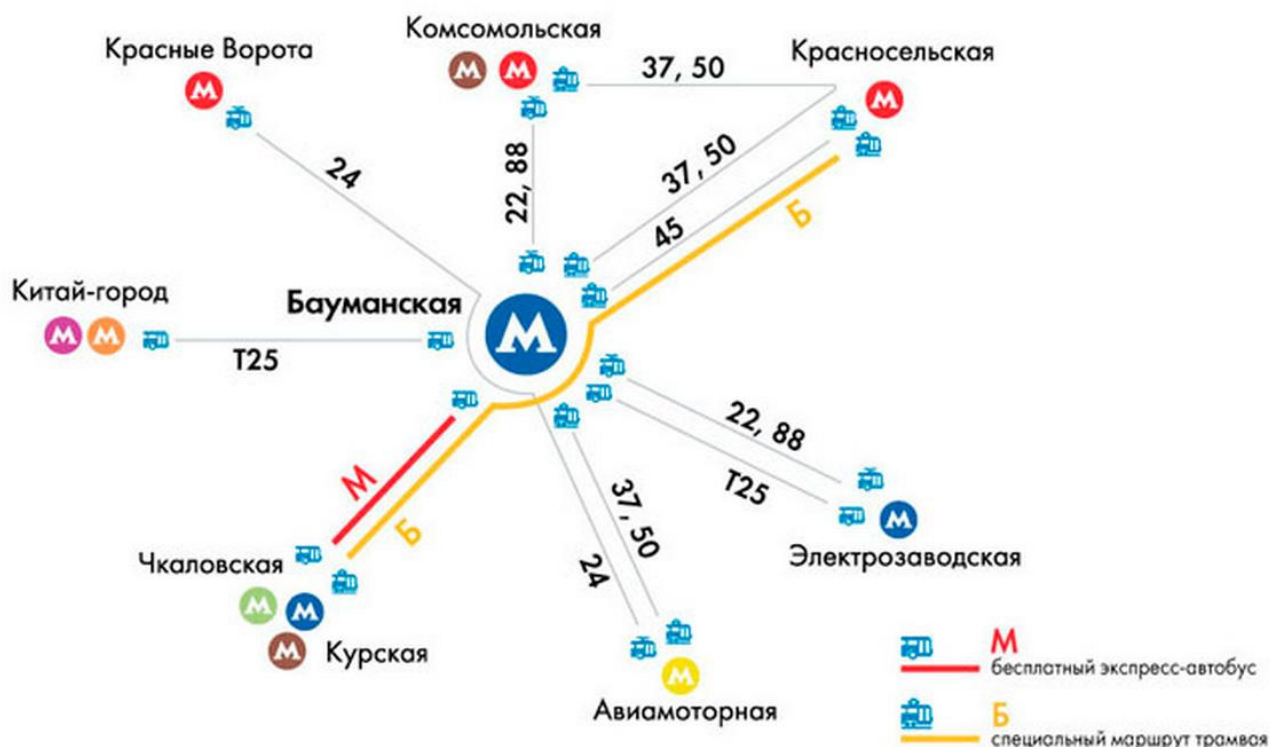 Комсомольская
Красные Ворота
Красносельская
М
М М
37, 50
М
24
22, 88
37, 50
45
Б
Китай-город
Бауманская
М М
М
Т25
22, 88
Т25
М
Б
37, 50
24
М
Электрозаводская
Чкаловская
М М
М
Курская
М
Авиамоторная
М
бесплатный экспресс-автобус
Б
специальный маршрут трамвая